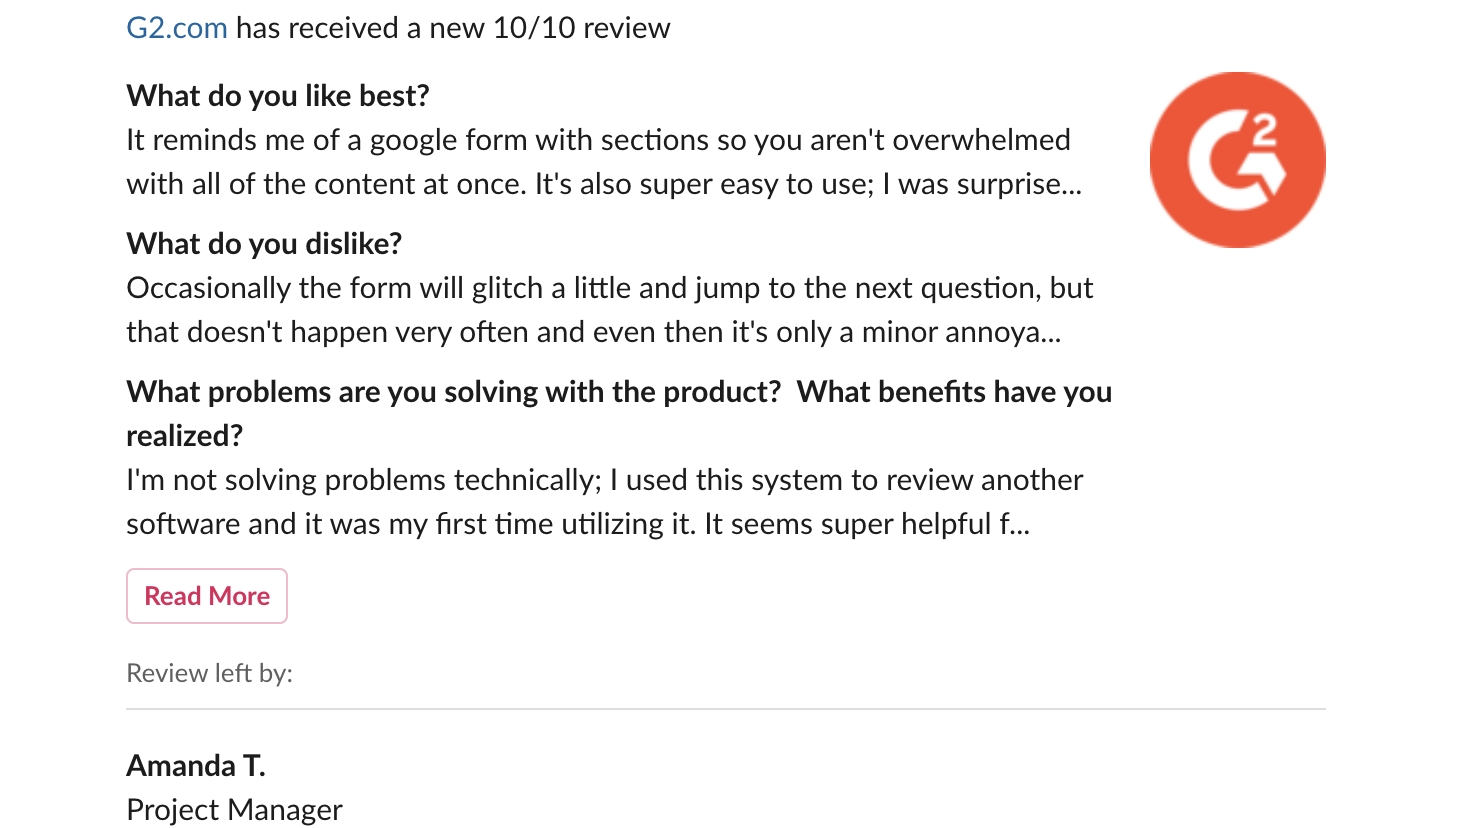 G2.com has received a new 10/10 review
What do you like best?
It reminds me of a google form with sections so you aren't overwhelmed
with all of the content at once. It's also super easy to use; I was surprise...
G2
What do you dislike?
Occasionally the form will glitch a little and jump to the next question, but
that doesn't happen very often and even then it's only a minor annoya...
What problems are you solving with the product?  What benefits have you
realized?
I'm not solving problems technically; I used this system to review another
software and it was my first time utilizing it. It seems super helpful f...
Read More
Review left by:
Amanda T.
Project Manager